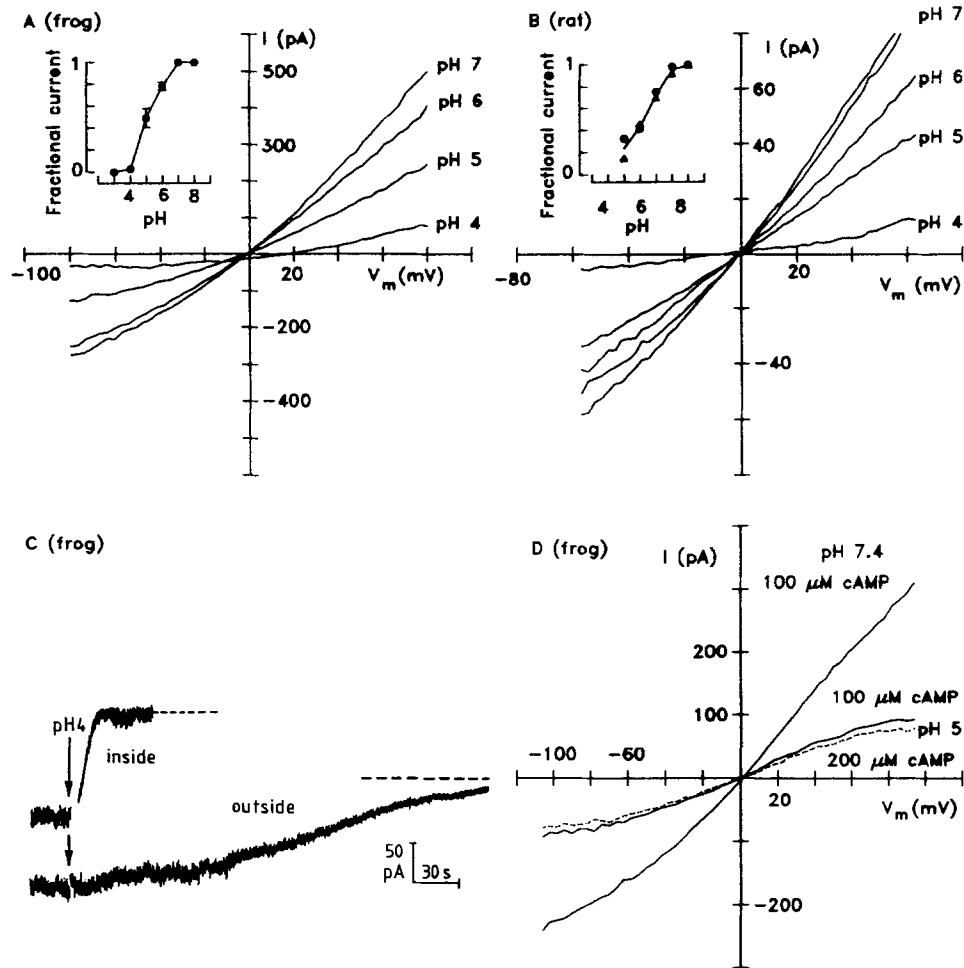 A (frog)
I (pA)
Fractional current
1
0
4 6 8
pH
500
300
-200
-400
-100
20
Vm (mV)
pH 7
pH 6
pH 5
pH 4
B (rat)
I (pA)
Fractional current
1
0
4 6 8
pH
60
40
-40
-80
20
Vm (mV)
pH 7
pH 6
pH 5
pH 4
C (frog)
pH4
inside
outside
50
pA
30s
D (frog)
I (pA)
pH 7.4
100 μM cAMP
200
100
100 μM cAMP
pH 5
200 μM cAMP
-100
-60
20
Vm (mV)
-200